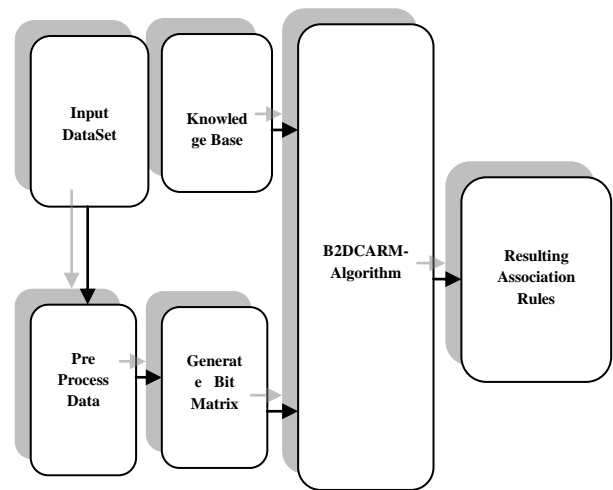 Input
DataSet
Knowled
ge Base
B2DCARM-
Algorithm
Resulting
Association
Rules
Pre
Process
Data
Generat
e Bit
Matrix